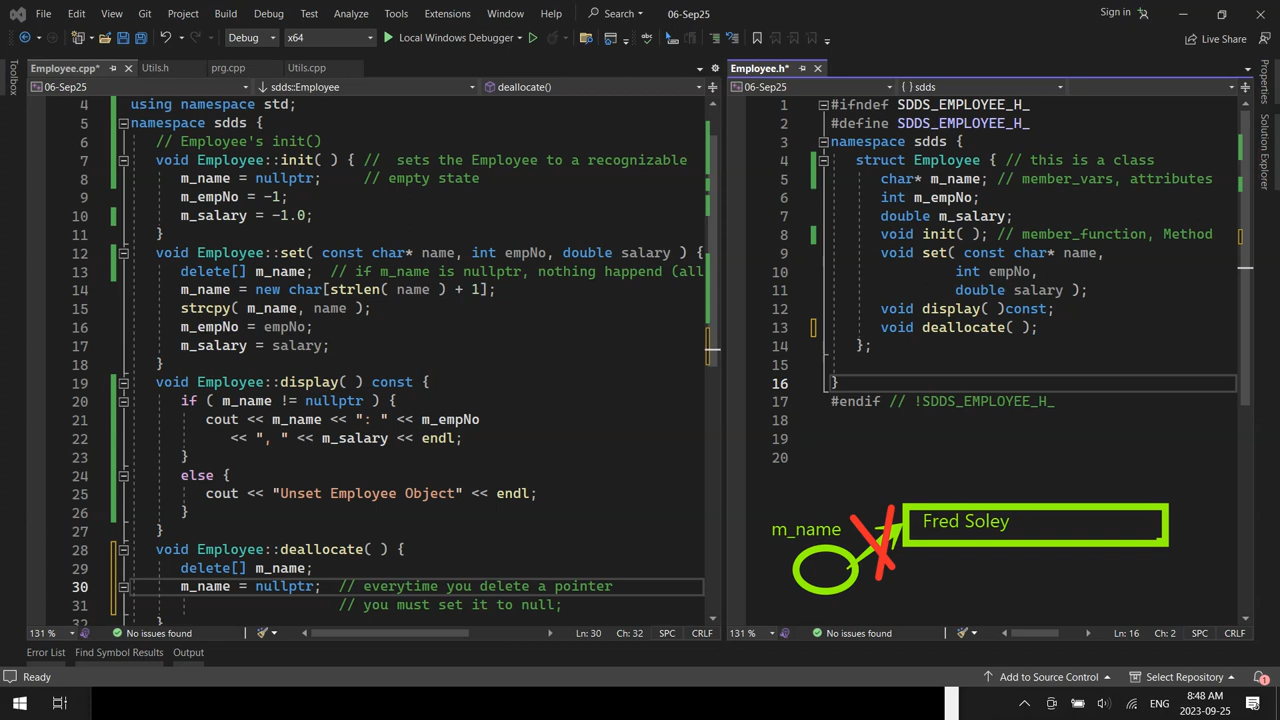 File Edit View Git Project Build Debug Test Analyze Tools Extensions Window Help Search 06-Sep25 Sign in
Debug x64 Local Windows Debugger Live Share
Toolbox
Employee.cpp* Utils.h prg.cpp Utils.cpp
06-Sep25 sdds::Employee deallocate()
4 using namespace std;
5 namespace sdds {
6 // Employee's init()
7 void Employee::init( ) { // sets the Employee to a recognizable
8 m_name = nullptr; // empty state
9 m_empNo = -1;
10 m_salary = -1.0;
11 }
12 void Employee::set( const char* name, int empNo, double salary ) {
13 delete[] m_name; // if m_name is nullptr, nothing happend (all
14 m_name = new char[strlen( name ) + 1];
15 strcpy( m_name, name );
16 m_empNo = empNo;
17 m_salary = salary;
18 }
19 void Employee::display( ) const {
20 if ( m_name != nullptr ) {
21 cout << m_name << ": " << m_empNo
22 << ", " << m_salary << endl;
23 }
24 else {
25 cout << "Unset Employee Object" << endl;
26 }
27 }
28 void Employee::deallocate( ) {
29 delete[] m_name;
30 m_name = nullptr; // everytime you delete a pointer
31 // you must set it to null;
}
131 % No issues found Ln: 30 Ch: 32 SPC CRLF
Employee.h*
06-Sep25 sdds
1 #ifndef SDDS_EMPLOYEE_H_
2 #define SDDS_EMPLOYEE_H_
3 namespace sdds {
4 struct Employee { // this is a class
5 char* m_name; // member_vars, attributes
6 int m_empNo;
7 double m_salary;
8 void init( ); // member_function, Method
9 void set( const char* name,
10 int empNo,
11 double salary );
12 void display( )const;
13 void deallocate( );
14 };
15
16 }
17 #endif // !SDDS_EMPLOYEE_H_
18
19
20
m_name Fred Soley
131 % No issues found Ln: 16 Ch: 2 SPC CRLF
Properties
Solution Explorer
Error List Find Symbol Results Output
Ready Add to Source Control Select Repository 1
ENG 8:48 AM
2023-09-25